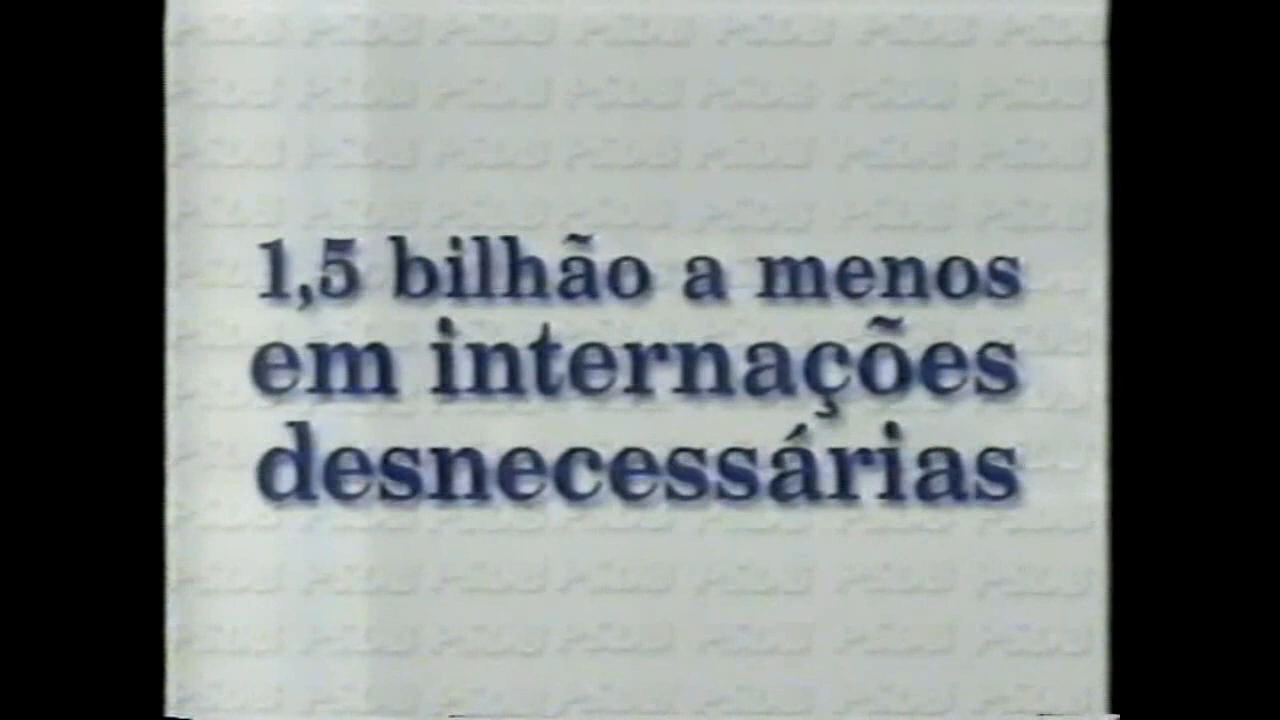 1,5 bilhão a menos
em internações
desnecessárias